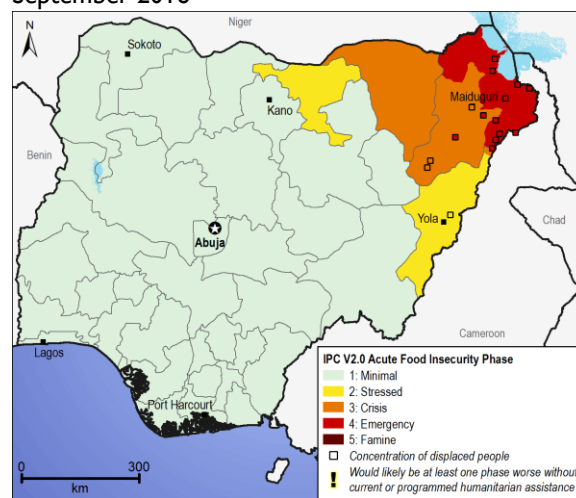 September 2016
Niger
N
Sokoto
Maiduguri
Kano
Benin
Abuja
Yola
Chad
Cameroon
Lagos
Port Harcourt
IPC V2.0 Acute Food Insecurity Phase
1: Minimal
2: Stressed
3: Crisis
4: Emergency
5: Famine
Concentration of displaced people
! Would likely be at least one phase worse without
current or programmed humanitarian assistance
0 300
km